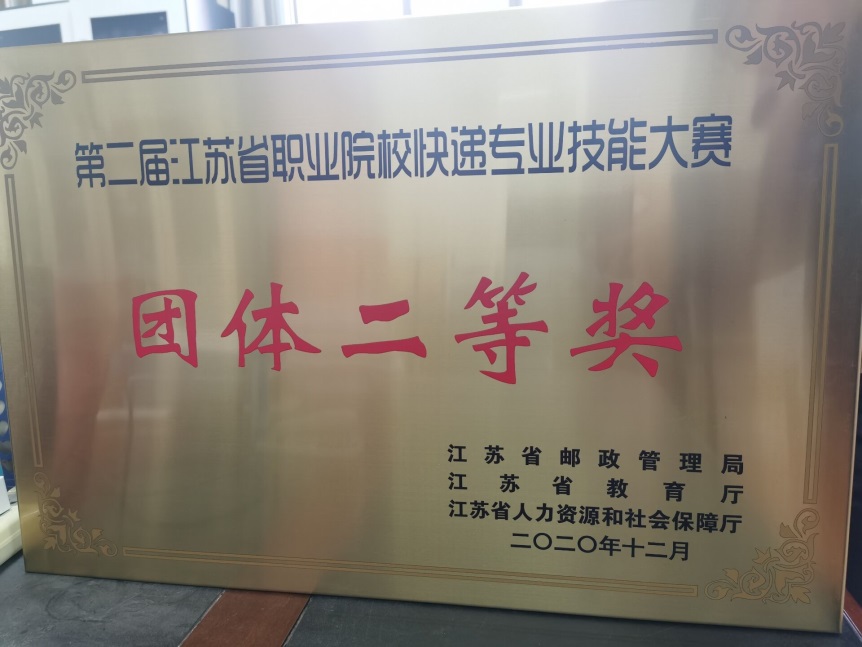 第二届江苏省职业院校快递专业技能大赛
团体二等奖
江苏省邮政管理局
江苏省教育厅
江苏省人力资源和社会保障厅
二〇二〇年十二月